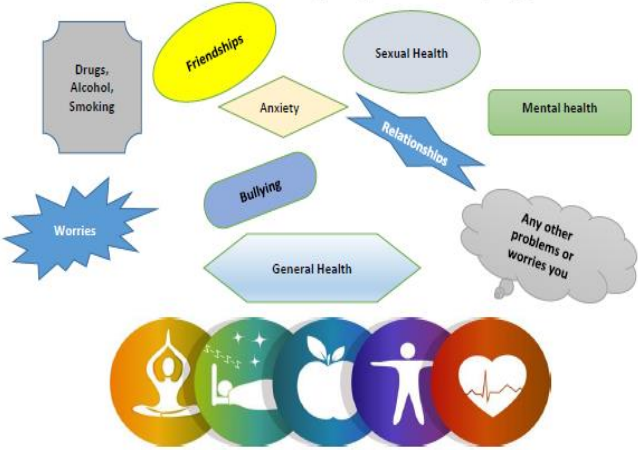 Friendships
Sexual Health
Drugs,
Alcohol,
Smoking
Anxiety
Mental health
Relationships
Bullying
Worries
Any other
problems or
worries you
General Health